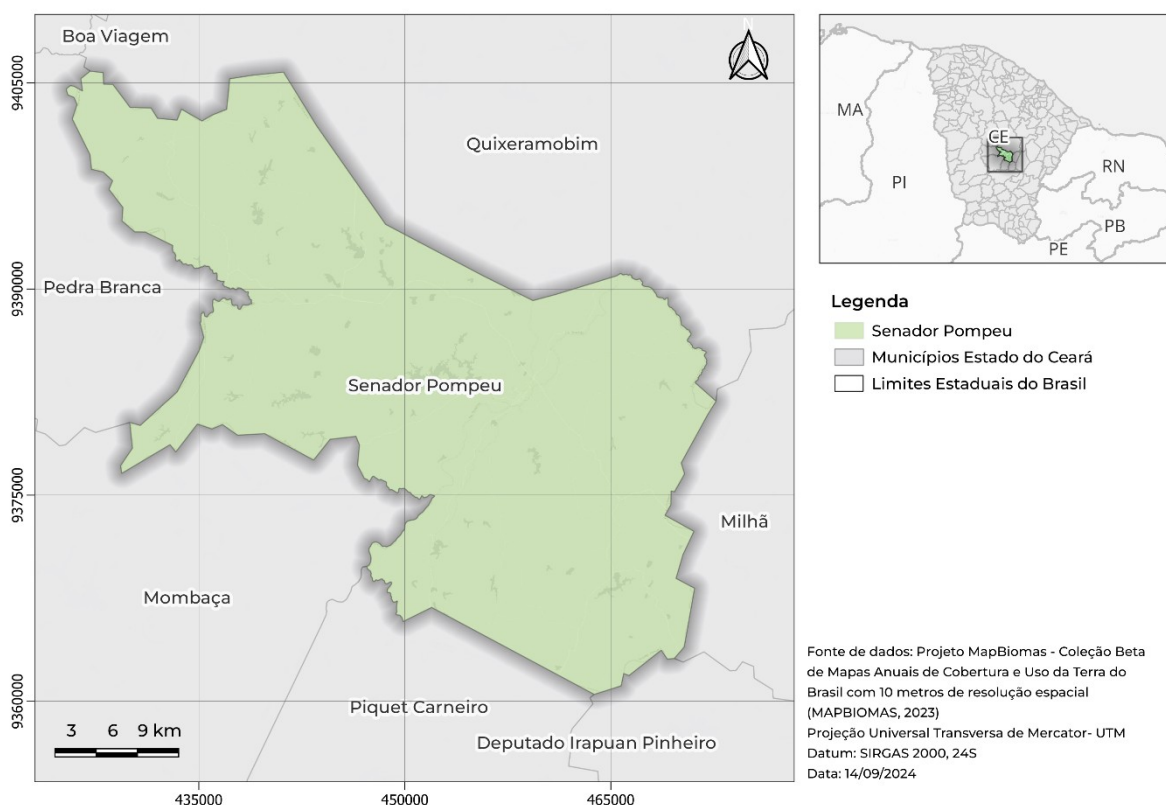 Boa Viagem
N
9405000
Quixeramobim
9390000
Pedra Branca
Senador Pompeu
9375000
Milhã
Mombaça
9360000
Piquet Carneiro
Deputado Irapuan Pinheiro
3 6 9 km
435000 450000 465000
MA
CE
PI
RN
PB
PE
Legenda
Senador Pompeu
Municípios Estado do Ceará
Limites Estaduais do Brasil
Fonte de dados: Projeto MapBiomas - Coleção Beta
de Mapas Anuais de Cobertura e Uso da Terra do
Brasil com 10 metros de resolução espacial
(MAPBIOMAS, 2023)
Projeção Universal Transversa de Mercator- UTM
Datum: SIRGAS 2000, 24S
Data: 14/09/2024